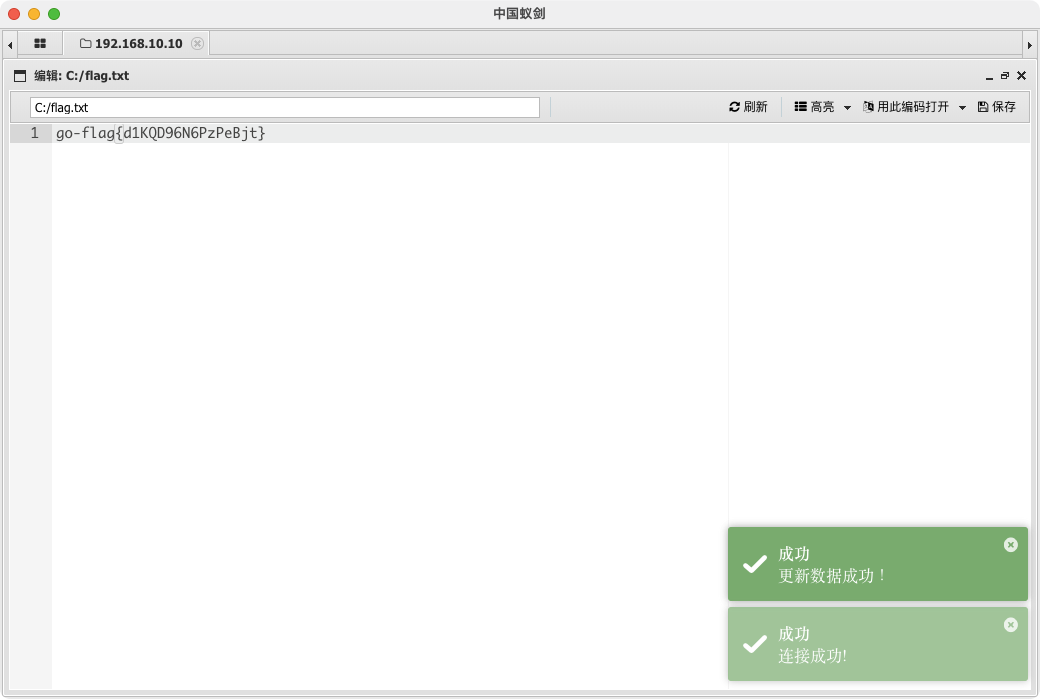 中国蚁剑
192.168.10.10
编辑: C:/flag.txt
C:/flag.txt
刷新 高亮 用此编码打开 保存
1 go-flag{d1KQD96N6PzPeBjt}
成功
更新数据成功！
成功
连接成功!